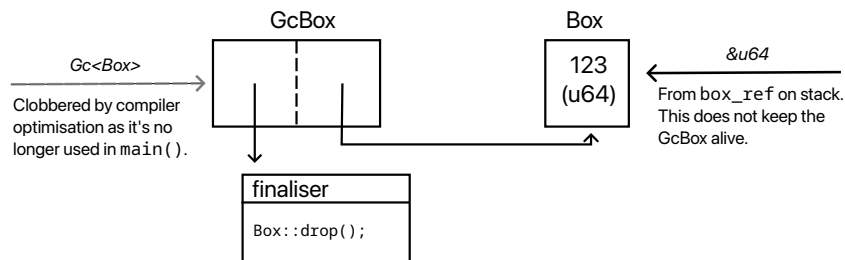 GcBox
Box
Gc<Box>
Clobbered by compiler
optimisation as it's no
longer used in main().
123
(u64)
&u64
From box_ref on stack.
This does not keep the
GcBox alive.
finaliser
Box::drop();